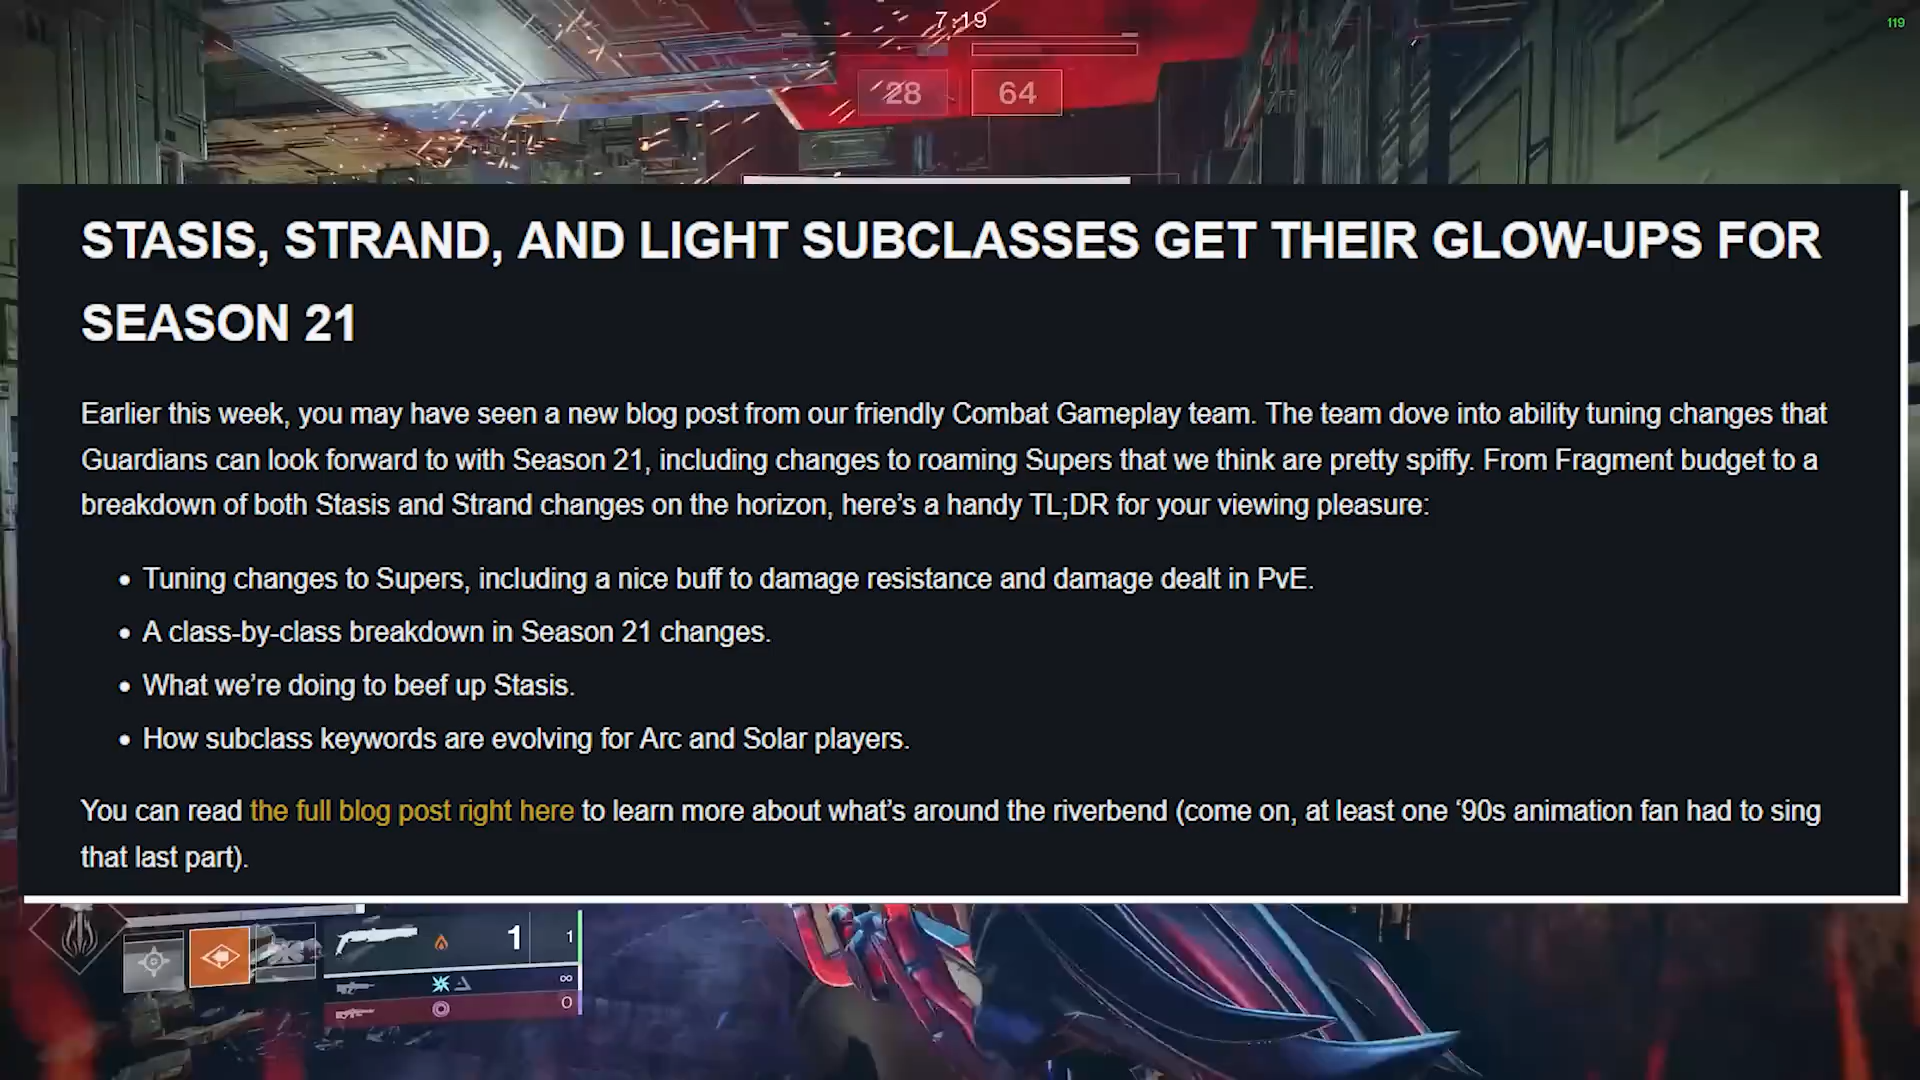 7:19
119
28
64
STASIS, STRAND, AND LIGHT SUBCLASSES GET THEIR GLOW-UPS FOR
SEASON 21
Earlier this week, you may have seen a new blog post from our friendly Combat Gameplay team. The team dove into ability tuning changes that
Guardians can look forward to with Season 21, including changes to roaming Supers that we think are pretty spiffy. From Fragment budget to a
breakdown of both Stasis and Strand changes on the horizon, here’s a handy TL;DR for your viewing pleasure:
• Tuning changes to Supers, including a nice buff to damage resistance and damage dealt in PvE.
• A class-by-class breakdown in Season 21 changes.
• What we’re doing to beef up Stasis.
• How subclass keywords are evolving for Arc and Solar players.
You can read the full blog post right here to learn more about what’s around the riverbend (come on, at least one ‘90s animation fan had to sing
that last part).
1
1
∞
0